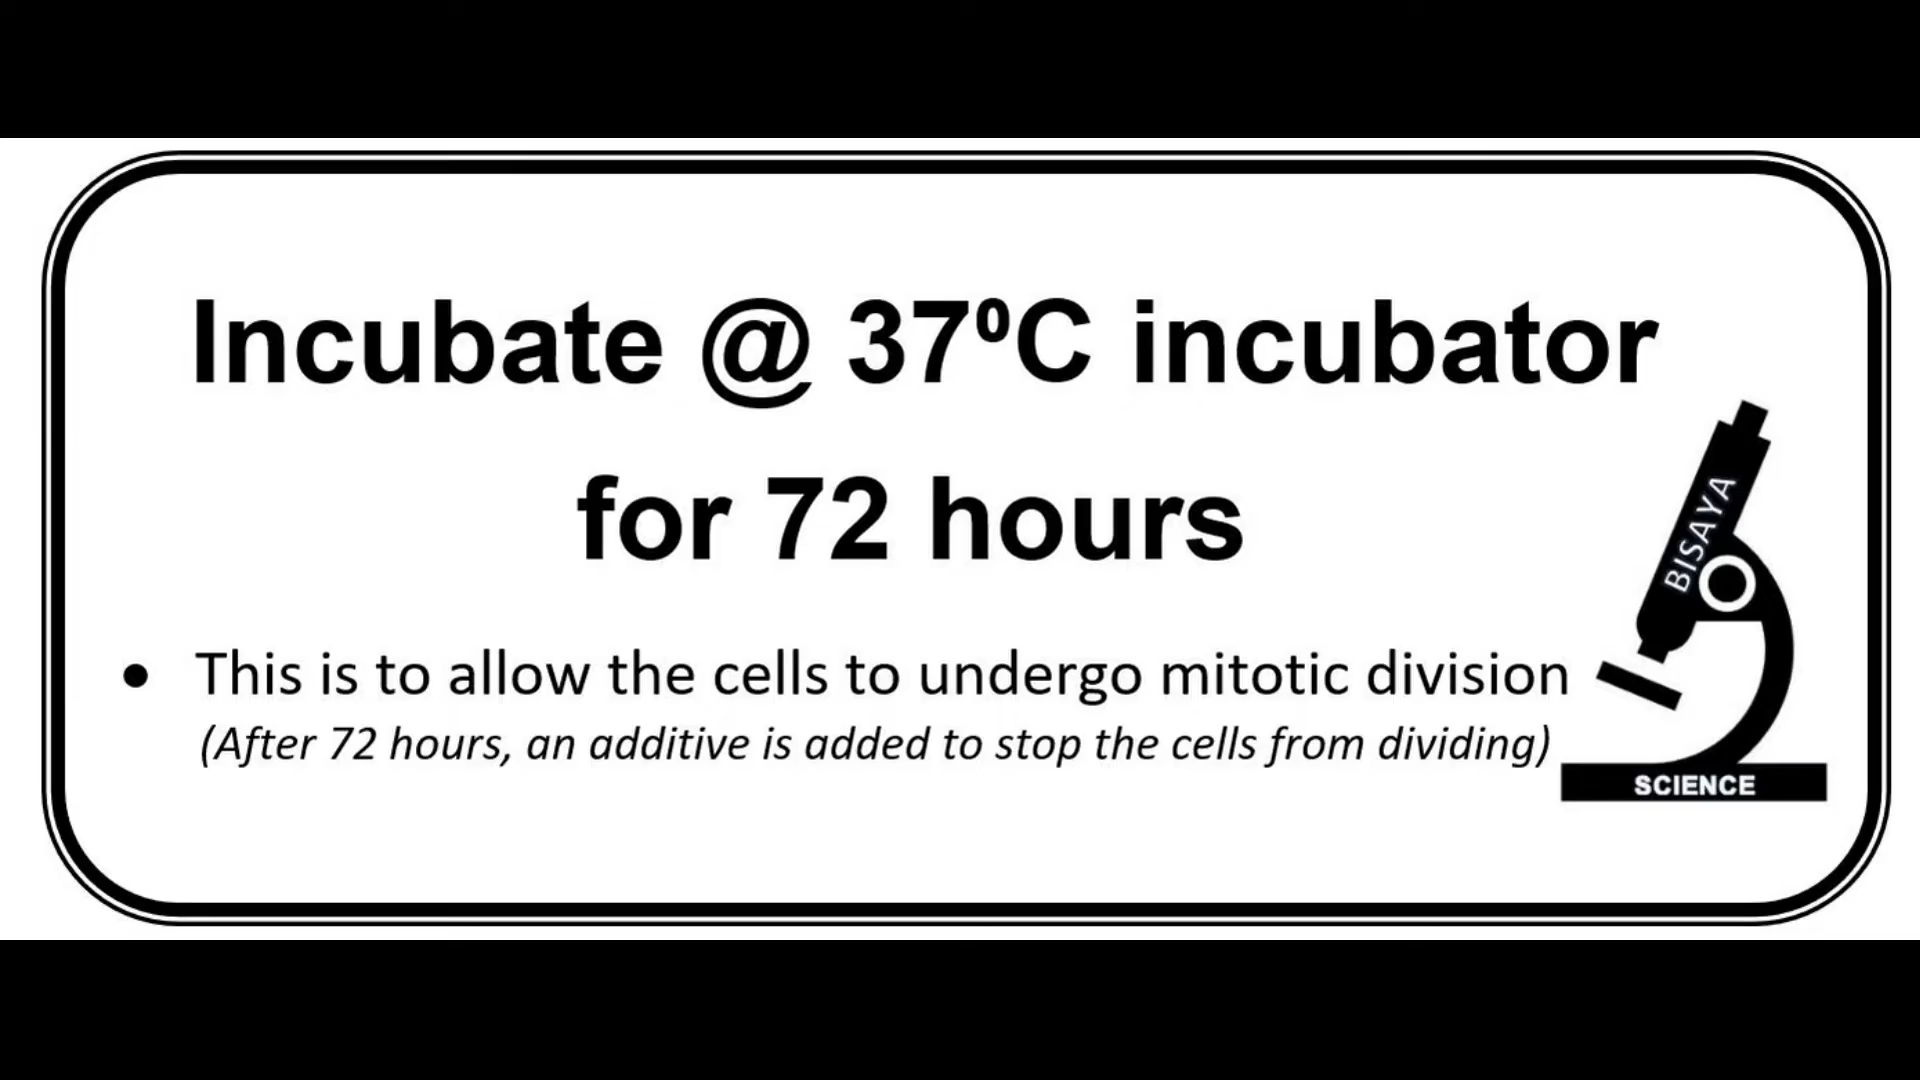 Incubate @ 37⁰C incubator
for 72 hours
• This is to allow the cells to undergo mitotic division
(After 72 hours, an additive is added to stop the cells from dividing)
BISAYA
SCIENCE